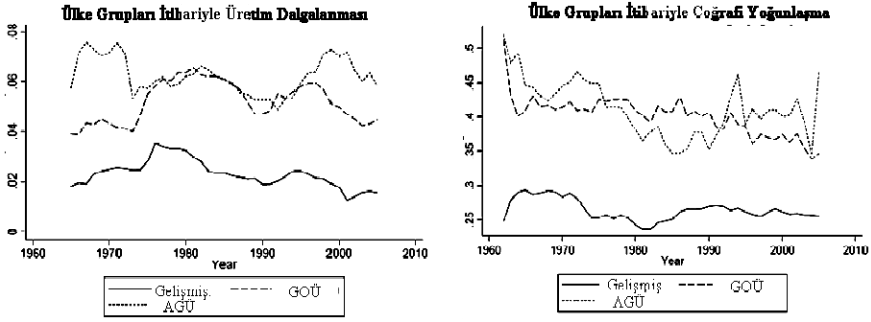 Ülke Grupları İtibariyle Üretim Dalgalanması
.08
.06
.04
.02
0
1960 1970 1980 1990 2000 2010
Year
Gelişmiş. GOÜ
AGÜ
Ülke Grupları İtibariyle Coğrafi Yoğunlaşma
.5
.45
.4
.35
.3
.25
1960 1970 1980 1990 2000 2010
Year
Gelişmiş GOÜ
AGÜ